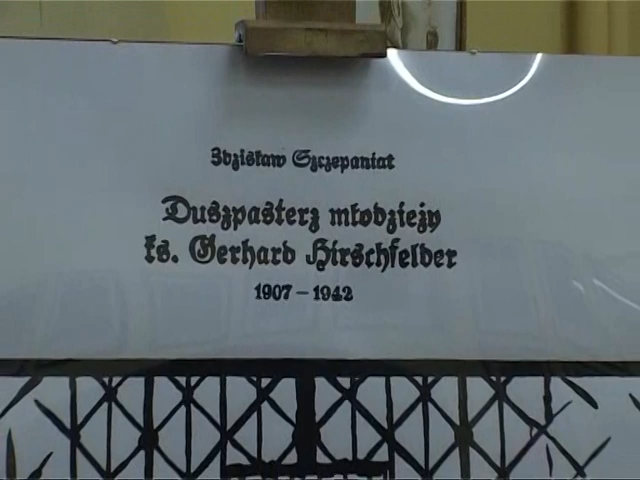 Zdzisław Szczepaniak
Duszpasterz młodzieży
ks. Gerhard Hirschfelder
1907 – 1942